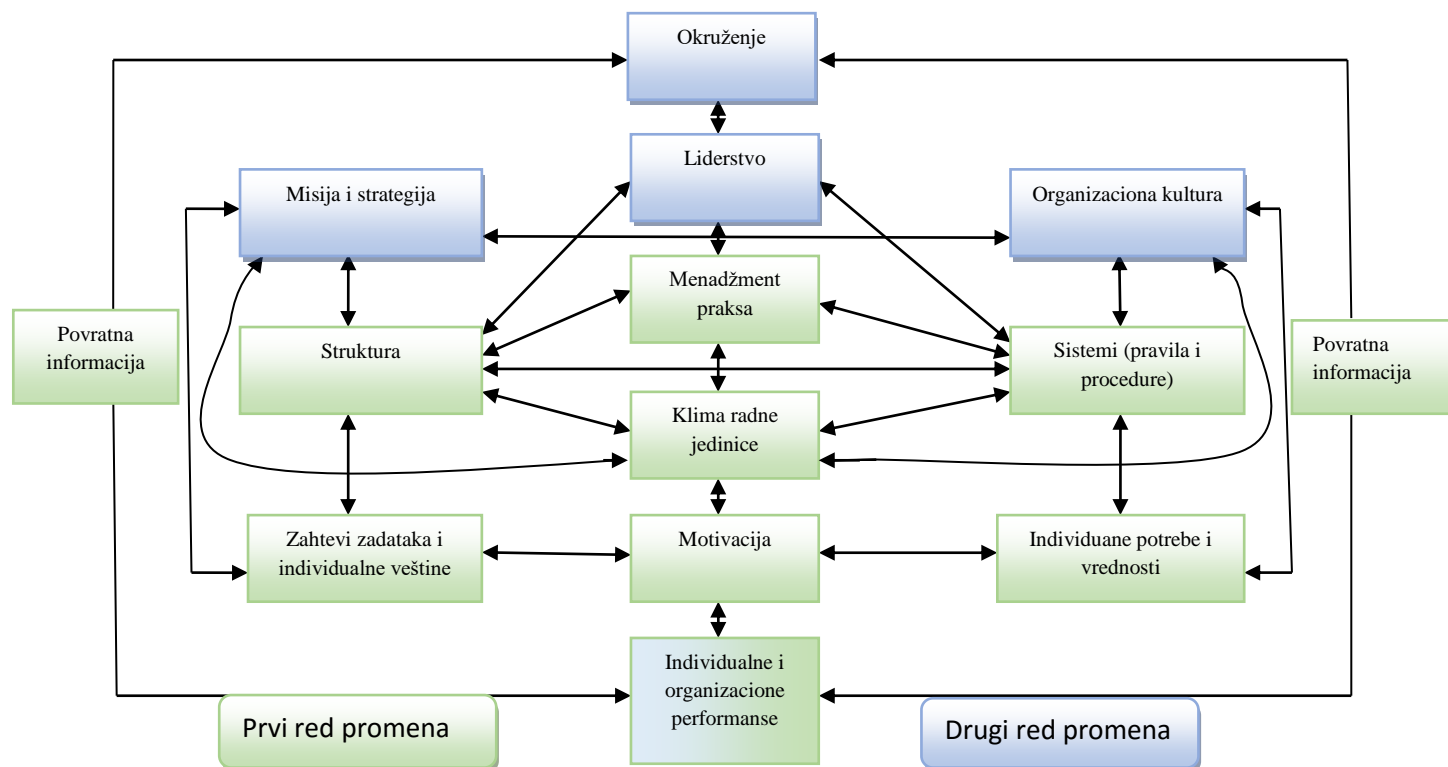 Okruženje
Liderstvo
Misija i strategija
Organizaciona kultura
Menadžment
praksa
Povratna
informacija
Struktura
Sistemi (pravila i
procedure)
Povratna
informacija
Klima radne
jedinice
Zahtevi zadataka i
individualne veštine
Motivacija
Individuane potrebe i
vrednosti
Individualne i
organizacione
performanse
Prvi red promena
Drugi red promena